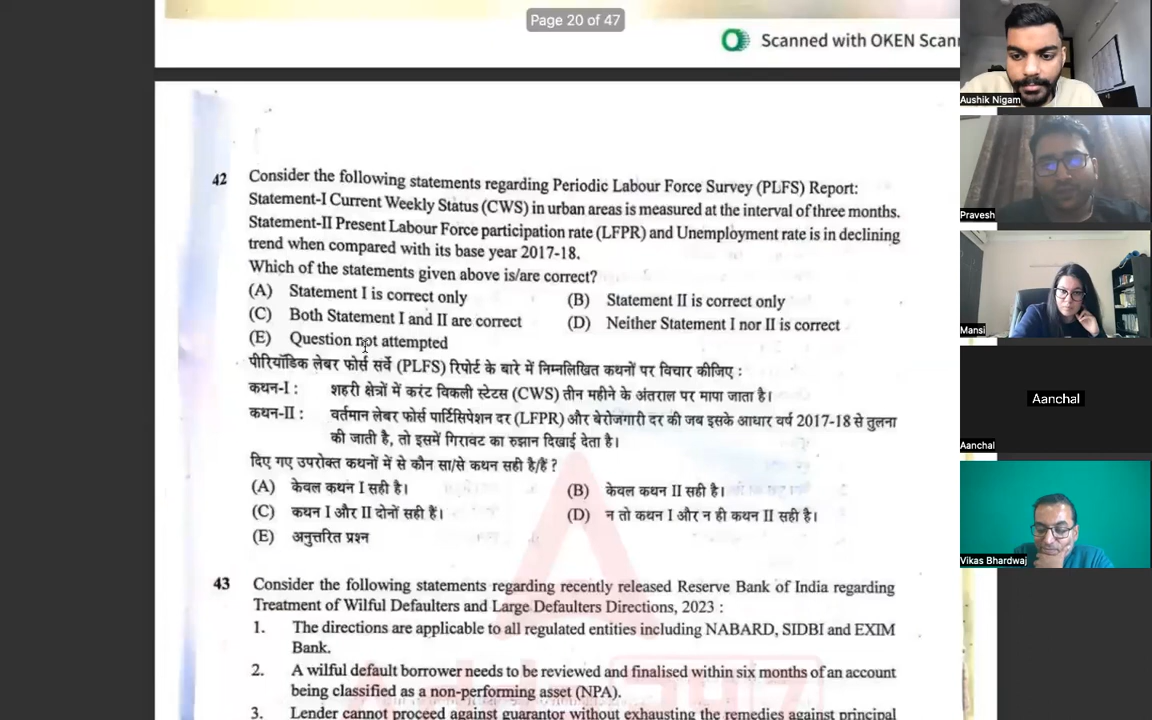 Page 20 of 47
Scanned with OKEN Scan
Aushik Nigam
Pravesh
Mansi
Aanchal
Aanchal
Vikas Bhardwaj
42 Consider the following statements regarding Periodic Labour Force Survey (PLFS) Report:
Statement-I Current Weekly Status (CWS) in urban areas is measured at the interval of three months.
Statement-II Present Labour Force participation rate (LFPR) and Unemployment rate is in declining
trend when compared with its base year 2017-18.
Which of the statements given above is/are correct?
(A) Statement I is correct only (B) Statement II is correct only
(C) Both Statement I and II are correct (D) Neither Statement I nor II is correct
(E) Question not attempted
पीरियॉडिक लेबर फोर्स सर्वे (PLFS) रिपोर्ट के बारे में निम्नलिखित कथनों पर विचार कीजिए :
कथन-I : शहरी क्षेत्रों में करंट विकली स्टेटस (CWS) तीन महीने के अंतराल पर मापा जाता है।
कथन-II : वर्तमान लेबर फोर्स पार्टिसिपेशन दर (LFPR) और बेरोजगारी दर की जब इसके आधार वर्ष 2017-18 से तुलना
की जाती है, तो इसमें गिरावट का रुझान दिखाई देता है।
दिए गए उपरोक्त कथनों में से कौन सा/से कथन सही है/हैं ?
(A) केवल कथन I सही है। (B) केवल कथन II सही है।
(C) कथन I और II दोनों सही हैं। (D) न तो कथन I और न ही कथन II सही है।
(E) अनुत्तरित प्रश्न
43 Consider the following statements regarding recently released Reserve Bank of India regarding
Treatment of Wilful Defaulters and Large Defaulters Directions, 2023 :
1. The directions are applicable to all regulated entities including NABARD, SIDBI and EXIM
Bank.
2. A wilful default borrower needs to be reviewed and finalised within six months of an account
being classified as a non-performing asset (NPA).
3. Lender cannot proceed against guarantor without exhausting the remedies against principal